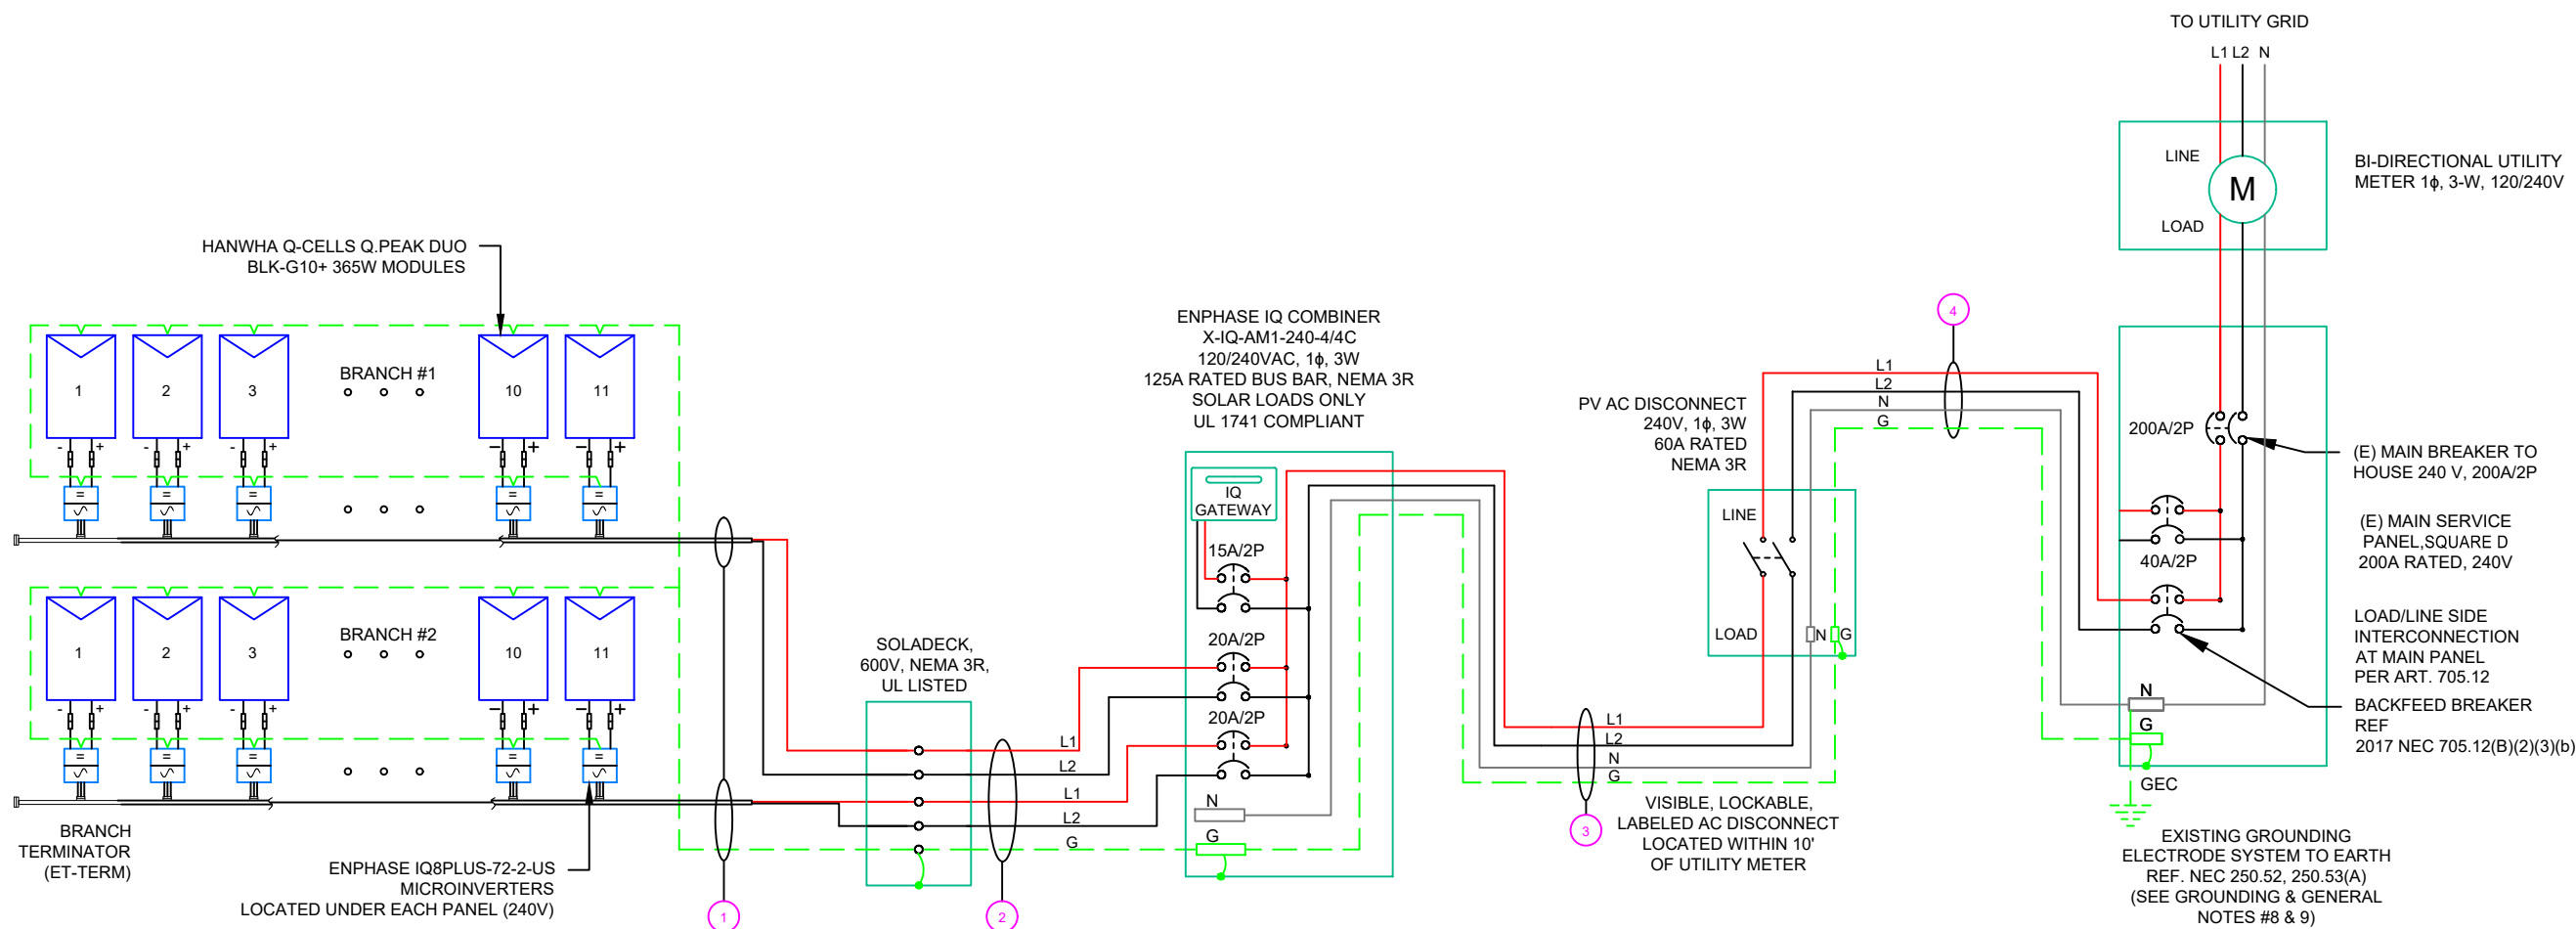 TO UTILITY GRID
L1 L2 N
LINE
M
LOAD
BI-DIRECTIONAL UTILITY
METER 1ϕ, 3-W, 120/240V
HANWHA Q-CELLS Q.PEAK DUO
BLK-G10+ 365W MODULES
1
2
3
BRANCH #1
10
11
- +
- +
- +
- +
- +
=
=
=
=
=
1
2
3
BRANCH #2
10
11
- +
- +
- +
- +
- +
=
=
=
=
=
BRANCH
TERMINATOR
(ET-TERM)
ENPHASE IQ8PLUS-72-2-US
MICROINVERTERS
LOCATED UNDER EACH PANEL (240V)
1
SOLADECK,
600V, NEMA 3R,
UL LISTED
L1
L2
L1
L2
G
2
ENPHASE IQ COMBINER
X-IQ-AM1-240-4/4C
120/240VAC, 1ϕ, 3W
125A RATED BUS BAR, NEMA 3R
SOLAR LOADS ONLY
UL 1741 COMPLIANT
IQ
GATEWAY
15A/2P
20A/2P
20A/2P
N
G
L1
L2
N
G
3
PV AC DISCONNECT
240V, 1ϕ, 3W
60A RATED
NEMA 3R
LINE
LOAD
N G
VISIBLE, LOCKABLE,
LABELED AC DISCONNECT
LOCATED WITHIN 10'
OF UTILITY METER
4
L1
L2
N
G
200A/2P
40A/2P
N
G
GEC
(E) MAIN BREAKER TO
HOUSE 240 V, 200A/2P
(E) MAIN SERVICE
PANEL,SQUARE D
200A RATED, 240V
LOAD/LINE SIDE
INTERCONNECTION
AT MAIN PANEL
PER ART. 705.12
BACKFEED BREAKER
REF
2017 NEC 705.12(B)(2)(3)(b)
EXISTING GROUNDING
ELECTRODE SYSTEM TO EARTH
REF. NEC 250.52, 250.53(A)
(SEE GROUNDING & GENERAL
NOTES #8 & 9)